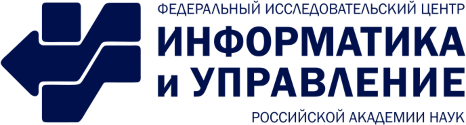 ФЕДЕРАЛЬНЫЙ ИССЛЕДОВАТЕЛЬСКИЙ ЦЕНТР
ИНФОРМАТИКА
и УПРАВЛЕНИЕ
РОССИЙСКОЙ АКАДЕМИИ НАУК